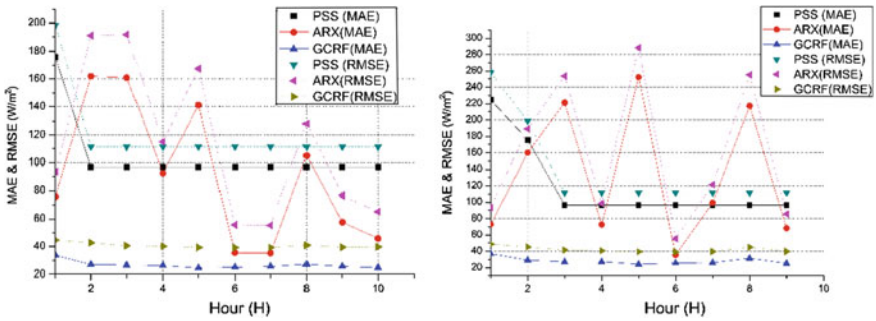 MAE & RMSE (W/m²)
200
180
160
140
120
100
80
60
40
20
2
4
6
8
10
Hour (H)
PSS (MAE)
ARX(MAE)
GCRF(MAE)
PSS (RMSE)
ARX(RMSE)
GCRF(RMSE)
MAE & RMSE (W/m²)
300
280
260
240
220
200
180
160
140
120
100
80
60
40
20
0
2
4
6
8
10
Hour (H)
PSS (MAE)
ARX(MAE)
GCRF(MAE)
PSS (RMSE)
ARX(RMSE)
GCRF(RMSE)